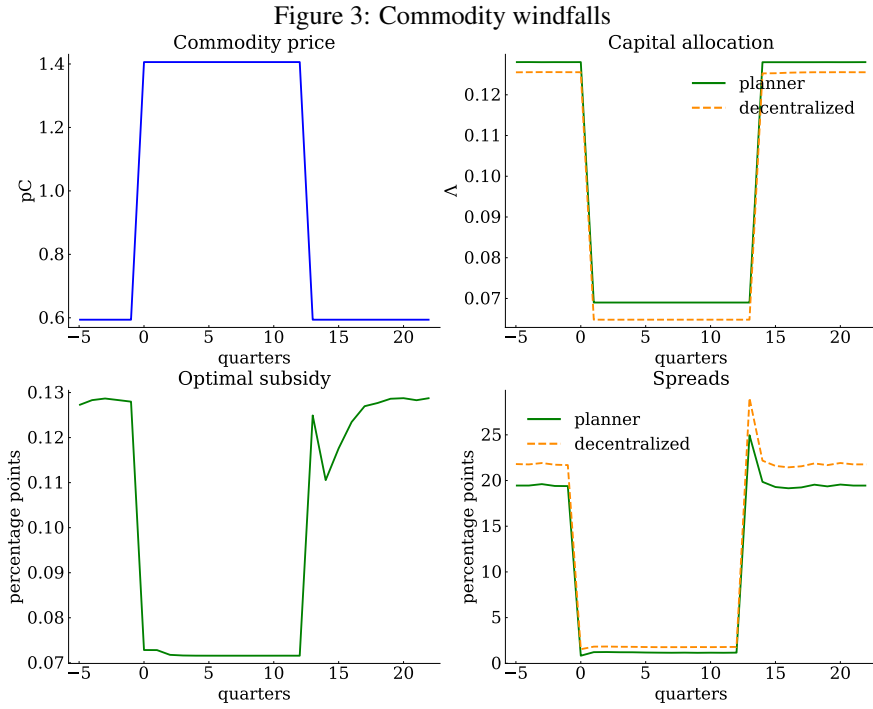 Figure 3: Commodity windfalls
Commodity price
1.4
1.2
1.0
0.8
0.6
pC
−5 0 5 10 15 20
quarters
Capital allocation
planner
decentralized
0.12
0.11
0.10
0.09
0.08
0.07
Λ
−5 0 5 10 15 20
quarters
Optimal subsidy
0.13
0.12
0.11
0.10
0.09
0.08
0.07
percentage points
−5 0 5 10 15 20
quarters
Spreads
planner
decentralized
25
20
15
10
5
0
percentage points
−5 0 5 10 15 20
quarters